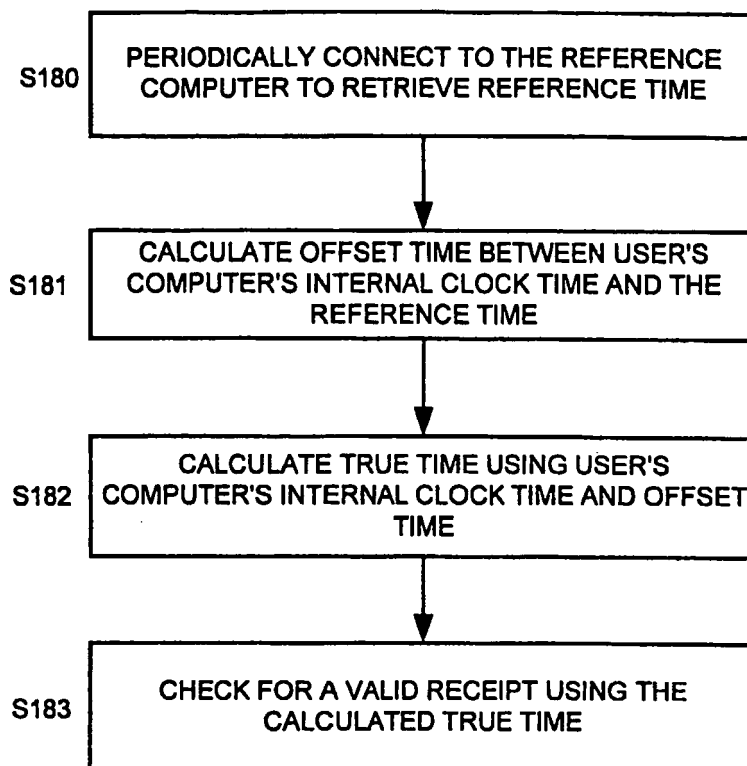 S180
PERIODICALLY CONNECT TO THE REFERENCE
COMPUTER TO RETRIEVE REFERENCE TIME
S181
CALCULATE OFFSET TIME BETWEEN USER'S
COMPUTER'S INTERNAL CLOCK TIME AND THE
REFERENCE TIME
S182
CALCULATE TRUE TIME USING USER'S
COMPUTER'S INTERNAL CLOCK TIME AND OFFSET
TIME
S183
CHECK FOR A VALID RECEIPT USING THE
CALCULATED TRUE TIME